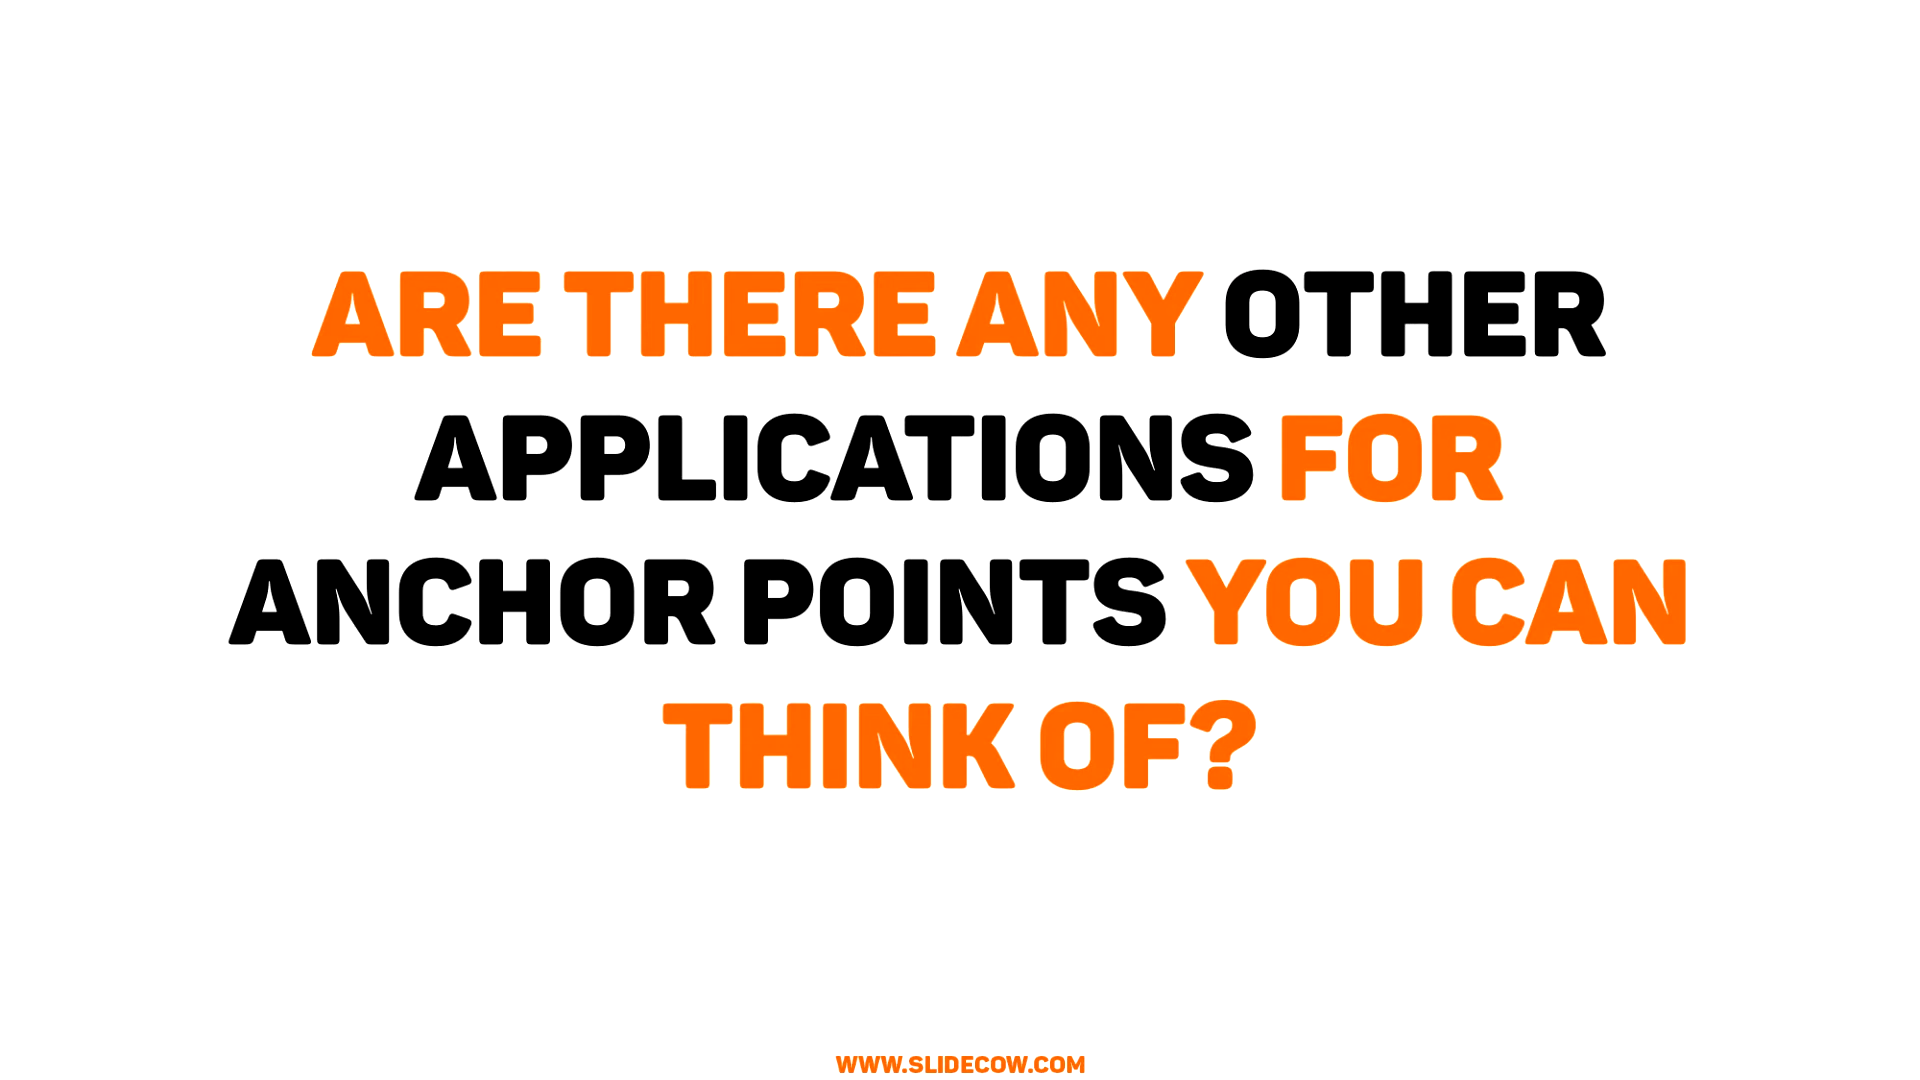 ARE THERE ANY OTHER
APPLICATIONS FOR
ANCHOR POINTS YOU CAN
THINK OF?
WWW.SLIDECOW.COM